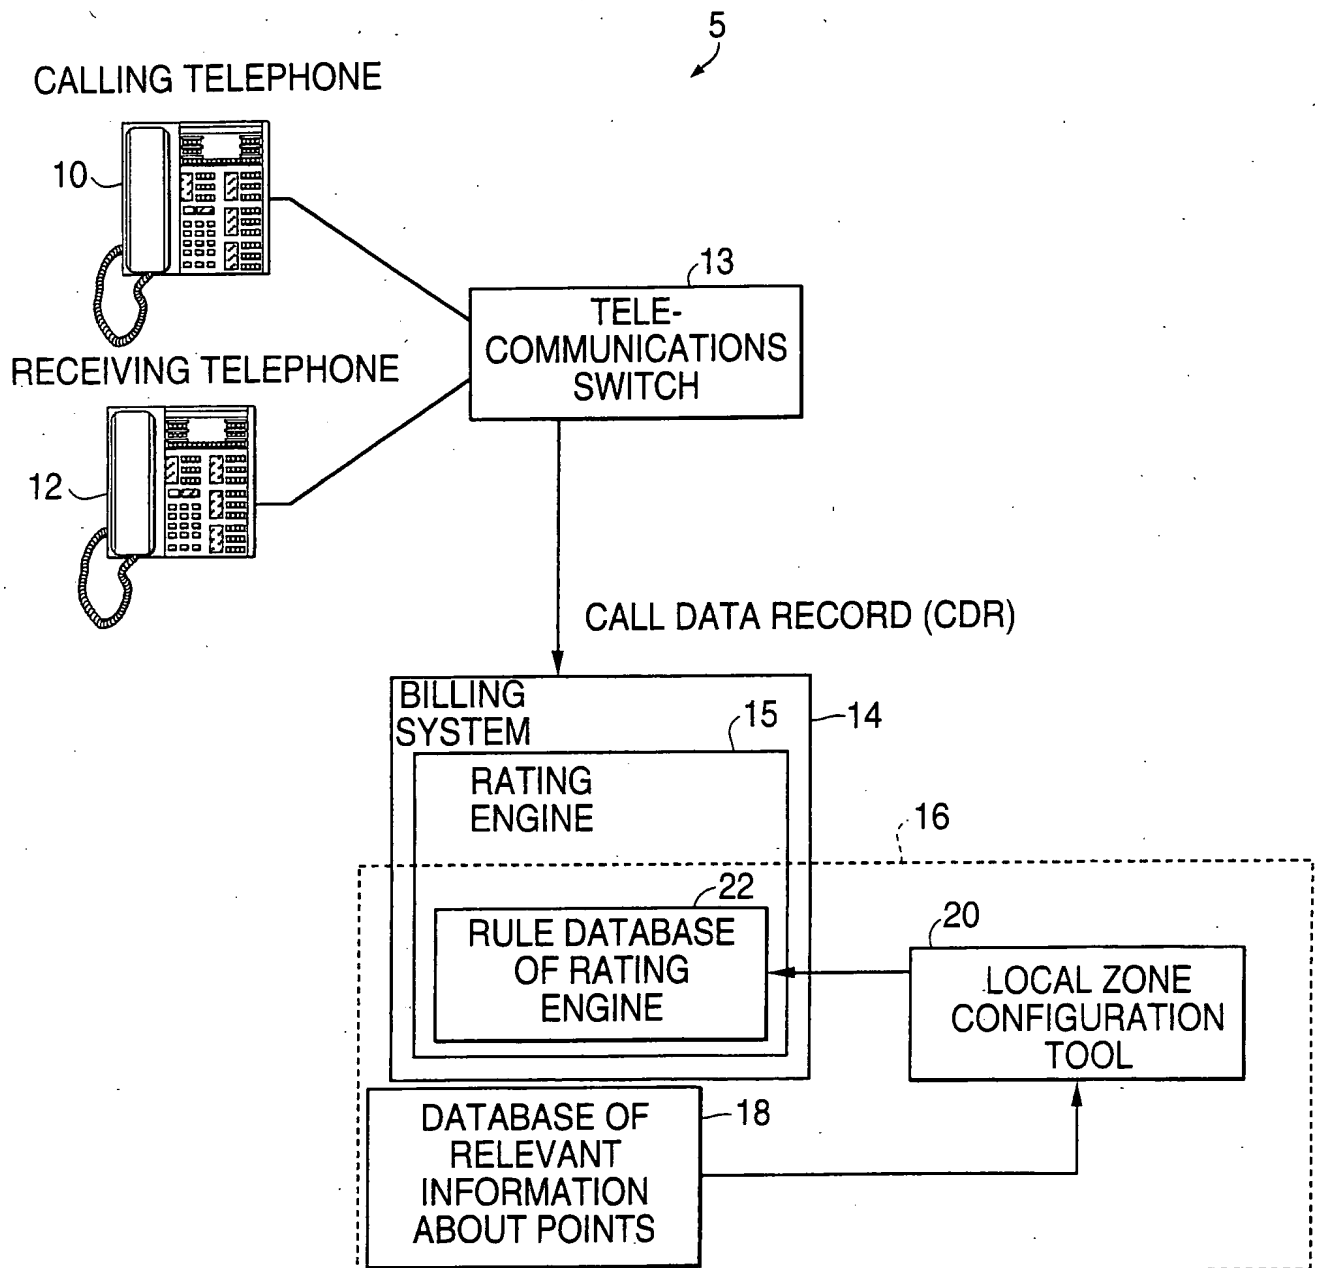 5
CALLING TELEPHONE
10
13
TELE-
COMMUNICATIONS
SWITCH
RECEIVING TELEPHONE
12
CALL DATA RECORD (CDR)
BILLING
SYSTEM
15
14
RATING
ENGINE
16
22
RULE DATABASE
OF RATING
ENGINE
20
LOCAL ZONE
CONFIGURATION
TOOL
18
DATABASE OF
RELEVANT
INFORMATION
ABOUT POINTS